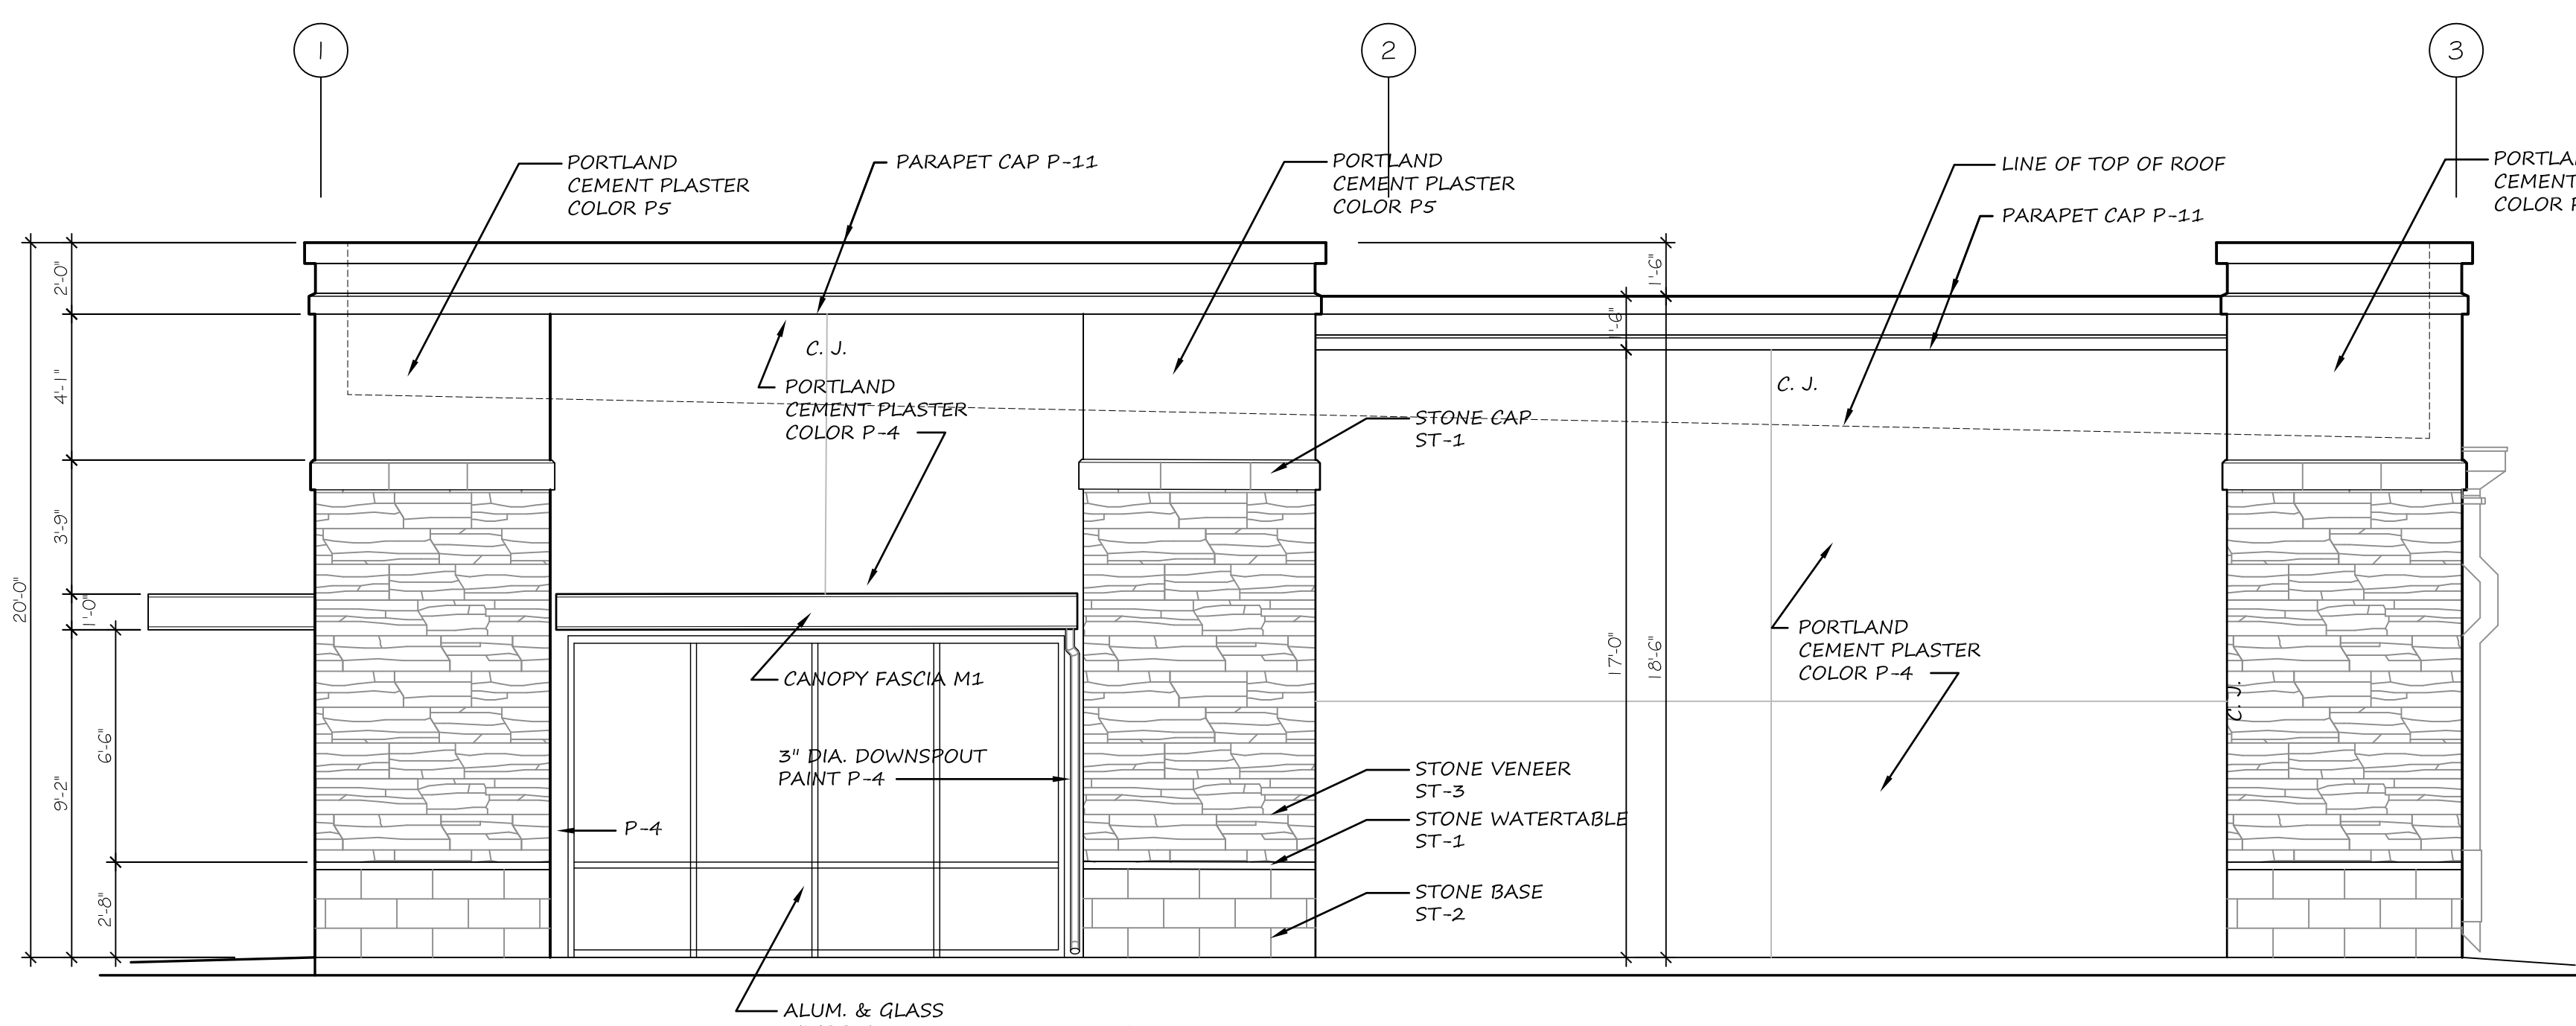 1
2
3
PORTLAND
CEMENT PLASTER
COLOR P5
PARAPET CAP P-11
PORTLAND
CEMENT PLASTER
COLOR P5
LINE OF TOP OF ROOF
PARAPET CAP P-11
CEMENT
COLOR
2'-0"
4'-1"
3'-9"
1'-0"
20'-0"
6'-6"
9'-2"
2'-8"
C. J.
PORTLAND
CEMENT PLASTER
COLOR P-4
STONE CAP
ST-1
1'-6"
1'-6"
C. J.
17'-0"
18'-6"
PORTLAND
CEMENT PLASTER
COLOR P-4
C. J.
CANOPY FASCIA M1
3" DIA. DOWNSPOUT
PAINT P-4
P-4
STONE VENEER
ST-3
STONE WATERTABLE
ST-1
STONE BASE
ST-2
ALUM. & GLASS